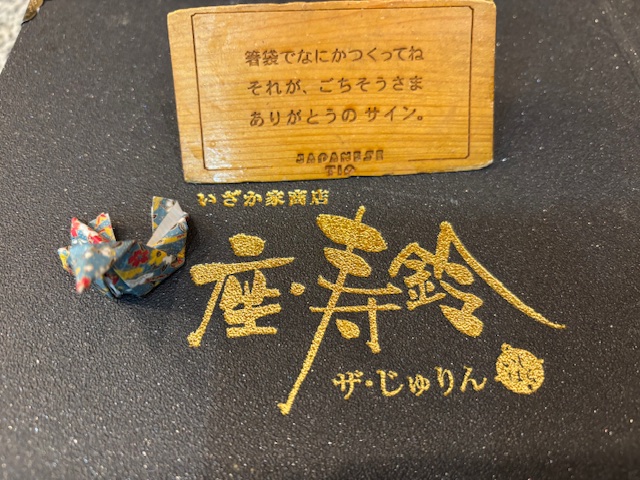 箸袋でなにかつくってね
それが、ごちそうさま
ありがとうの サイン。
JAPANESE
TIP
いざか家商店
座・寿鈴
ザ・じゅりん